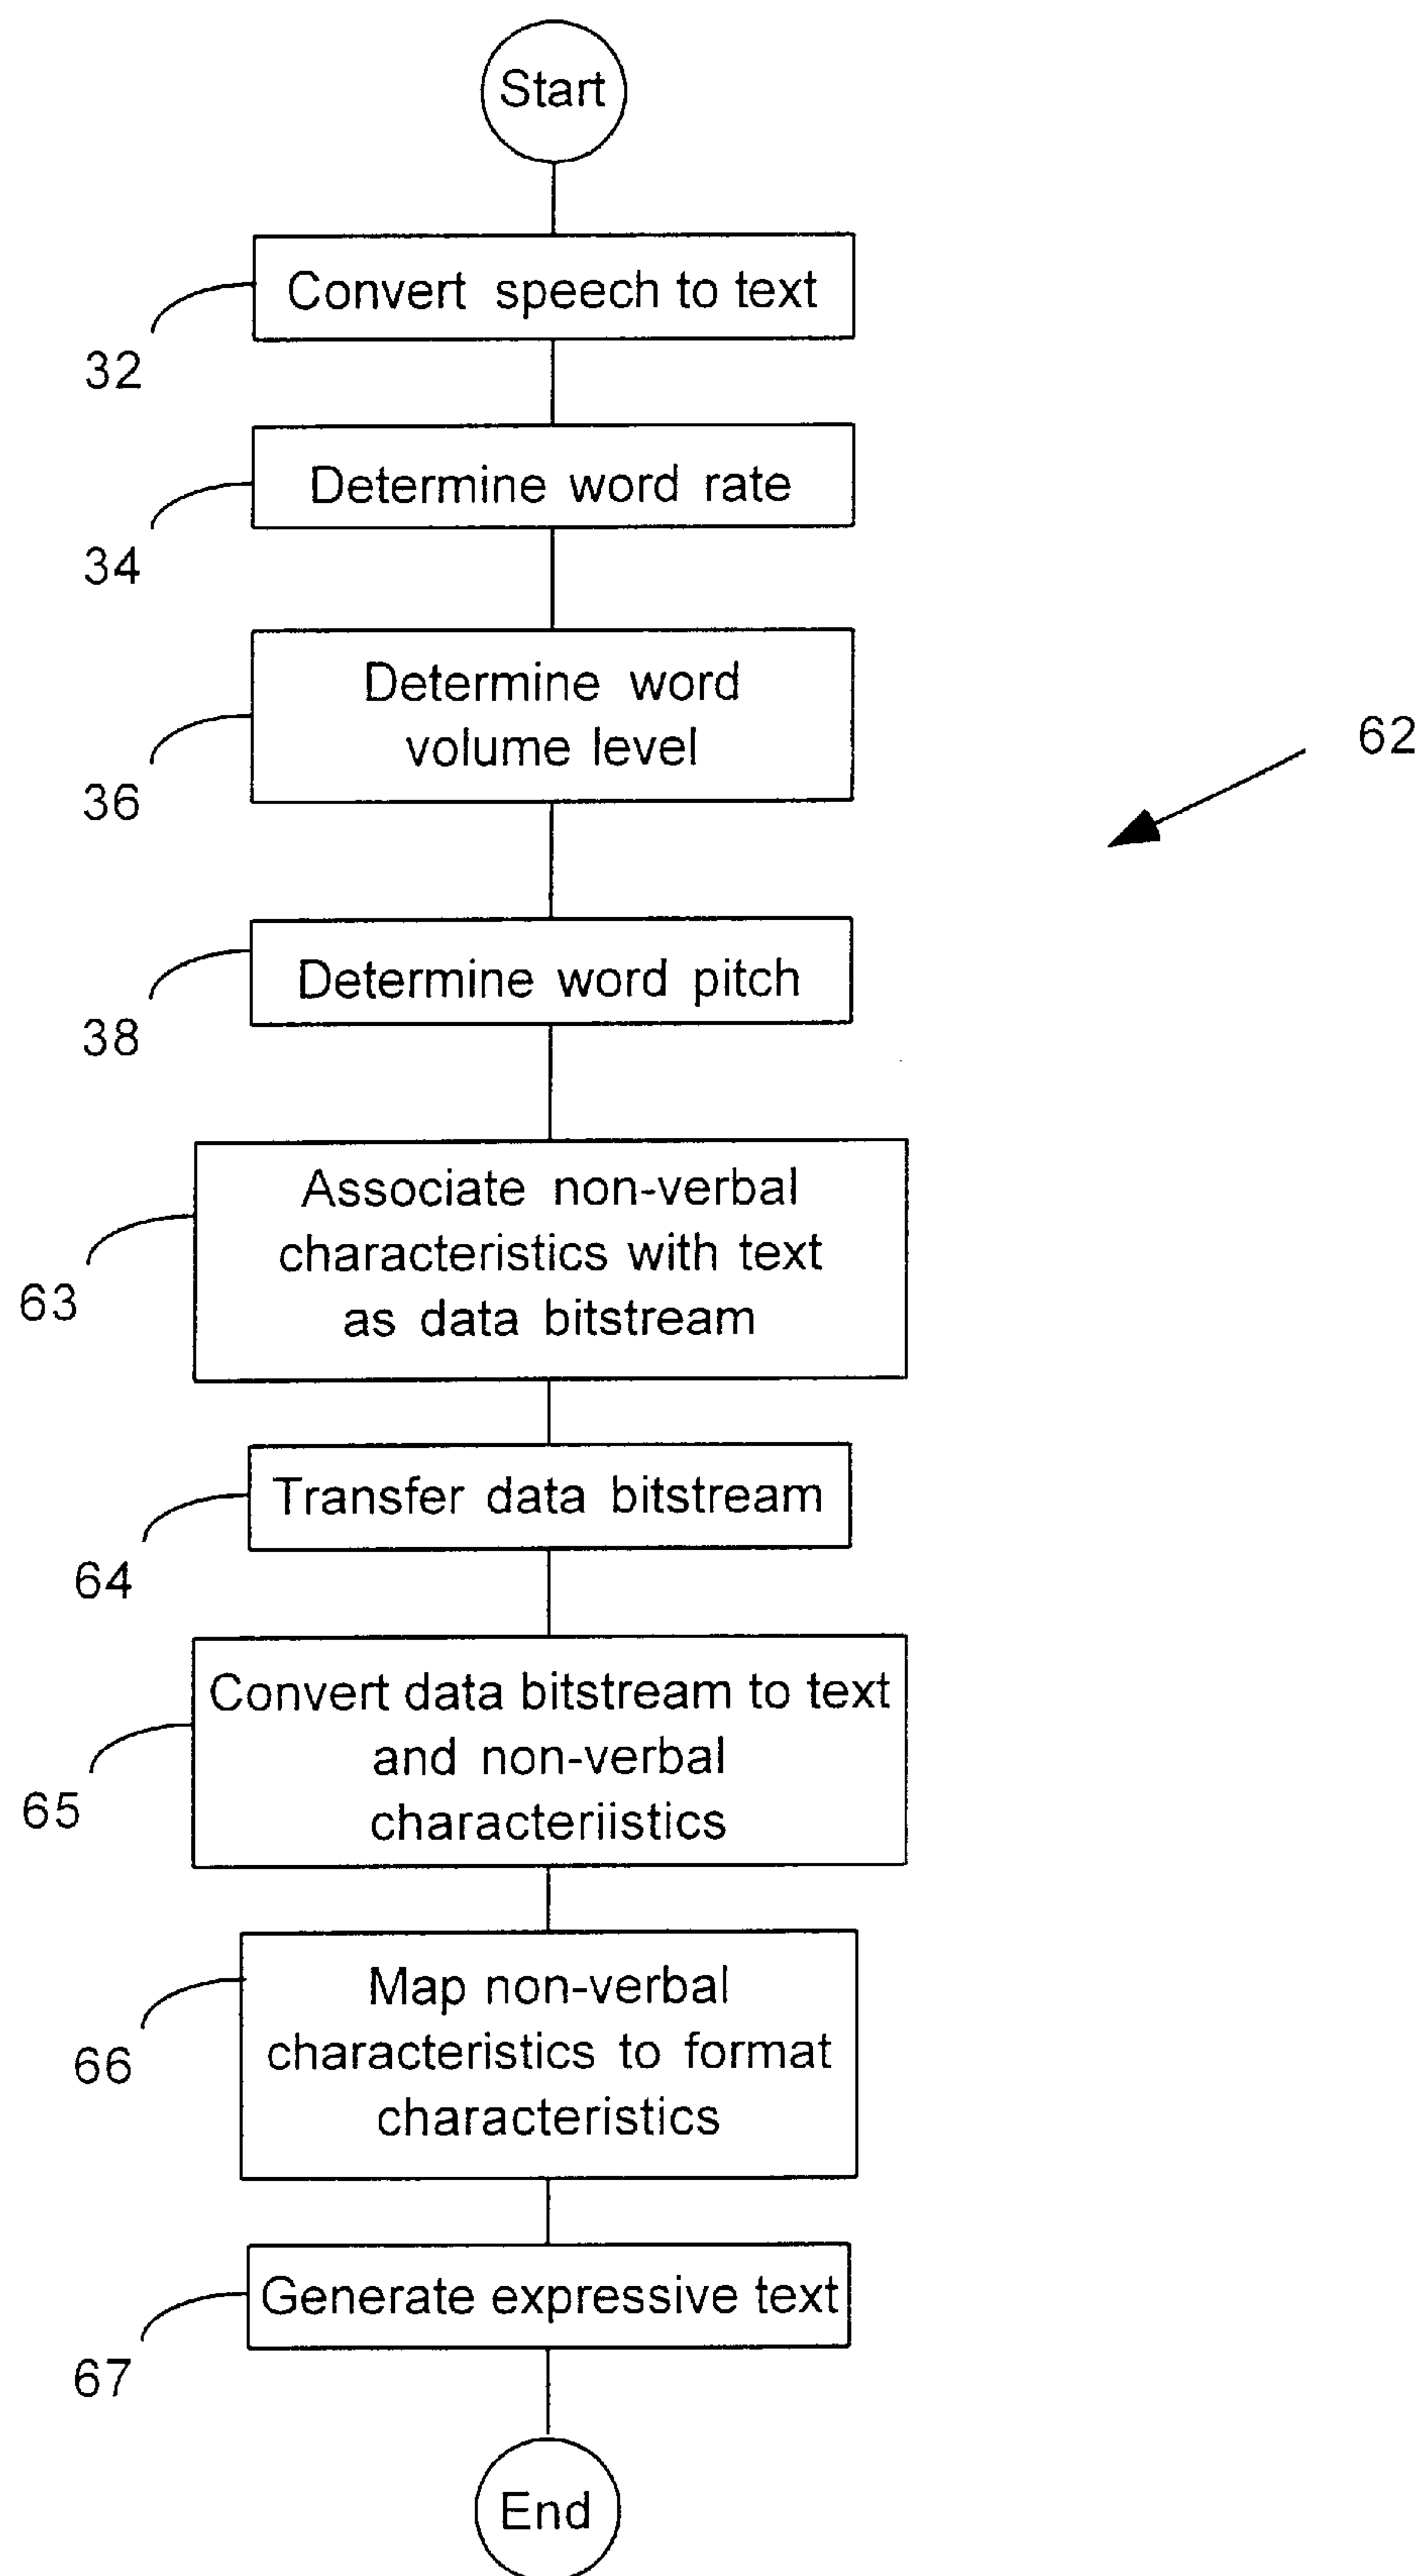 Start
Convert speech to text
32
Determine word rate
34
Determine word
volume level
36
62
Determine word pitch
38
Associate non-verbal
characteristics with text
as data bitstream
63
Transfer data bitstream
64
Convert data bitstream to text
and non-verbal
characteriistics
65
Map non-verbal
characteristics to format
characteristics
66
Generate expressive text
67
End